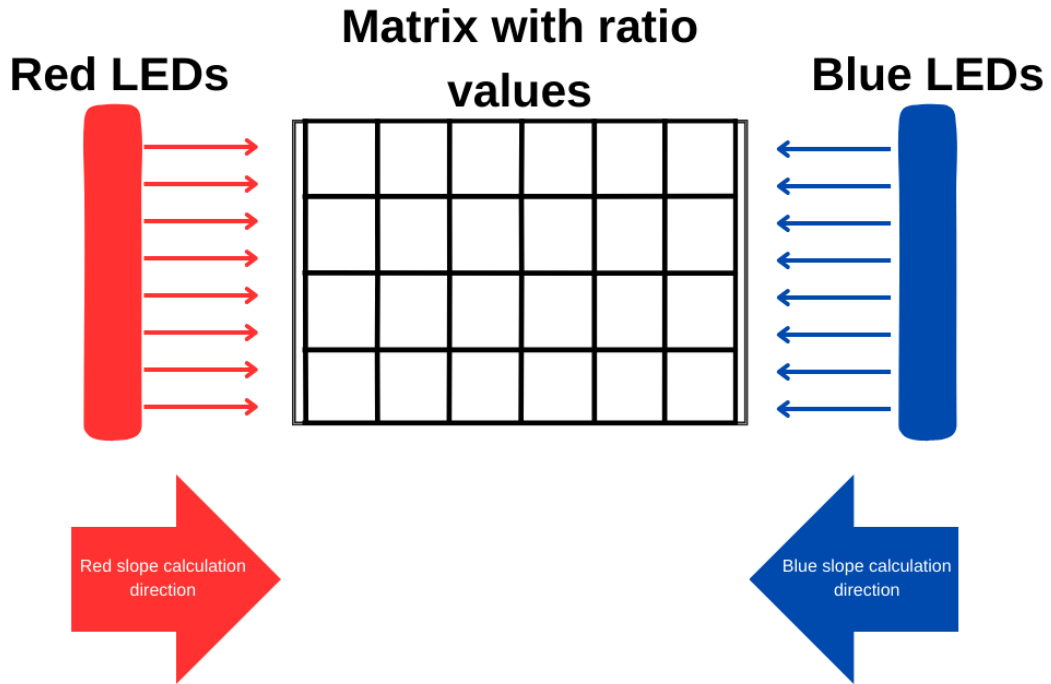 Matrix with ratio
values
Red LEDs
Blue LEDs
Red slope calculation
direction
Blue slope calculation
direction